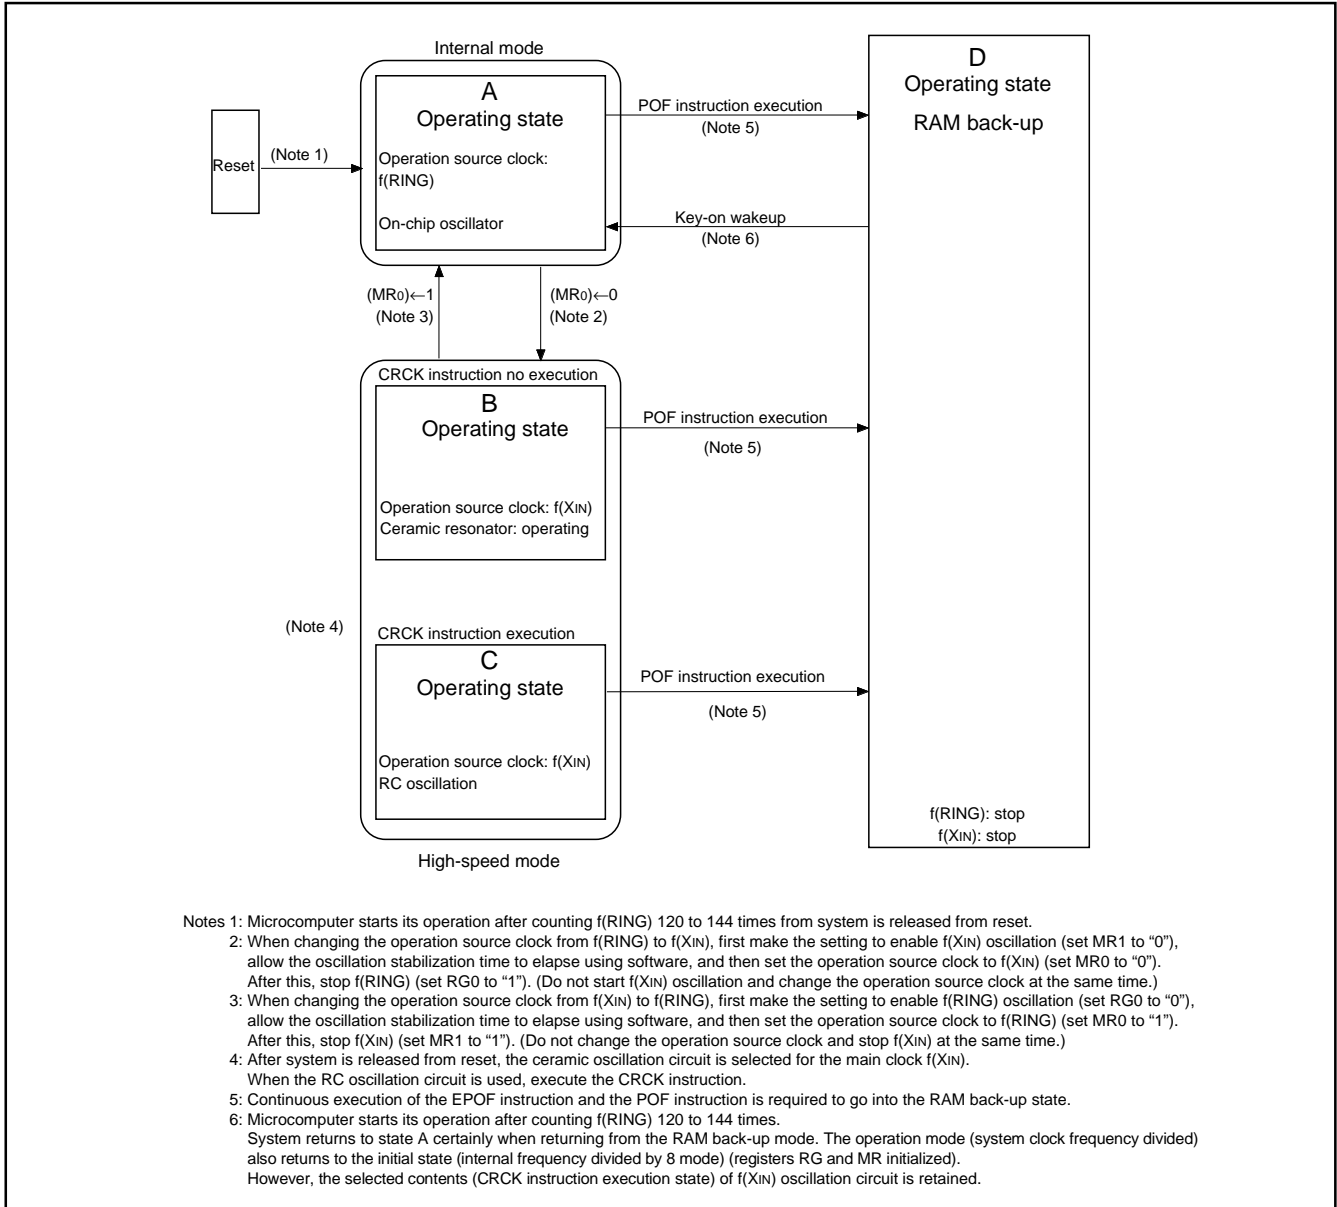 Internal mode
A
Operating state
Operation source clock:
f(RING)
On-chip oscillator
Reset
(Note 1)
POF instruction execution
(Note 5)
Key-on wakeup
(Note 6)
D
Operating state
RAM back-up
(MR0)←1
(Note 3)
(MR0)←0
(Note 2)
CRCK instruction no execution
B
Operating state
Operation source clock: f(XIN)
Ceramic resonator: operating
POF instruction execution
(Note 5)
(Note 4)
CRCK instruction execution
C
Operating state
Operation source clock: f(XIN)
RC oscillation
POF instruction execution
(Note 5)
f(RING): stop
f(XIN): stop
High-speed mode
Notes 1: Microcomputer starts its operation after counting f(RING) 120 to 144 times from system is released from reset.
2: When changing the operation source clock from f(RING) to f(XIN), first make the setting to enable f(XIN) oscillation (set MR1 to “0”),
allow the oscillation stabilization time to elapse using software, and then set the operation source clock to f(XIN) (set MR0 to “0”).
After this, stop f(RING) (set RG0 to “1”). (Do not start f(XIN) oscillation and change the operation source clock at the same time.)
3: When changing the operation source clock from f(XIN) to f(RING), first make the setting to enable f(RING) oscillation (set RG0 to “0”),
allow the oscillation stabilization time to elapse using software, and then set the operation source clock to f(RING) (set MR0 to “1”).
After this, stop f(XIN) (set MR1 to “1”). (Do not change the operation source clock and stop f(XIN) at the same time.)
4: After system is released from reset, the ceramic oscillation circuit is selected for the main clock f(XIN).
When the RC oscillation circuit is used, execute the CRCK instruction.
5: Continuous execution of the EPOF instruction and the POF instruction is required to go into the RAM back-up state.
6: Microcomputer starts its operation after counting f(RING) 120 to 144 times.
System returns to state A certainly when returning from the RAM back-up mode. The operation mode (system clock frequency divided)
also returns to the initial state (internal frequency divided by 8 mode) (registers RG and MR initialized).
However, the selected contents (CRCK instruction execution state) of f(XIN) oscillation circuit is retained.